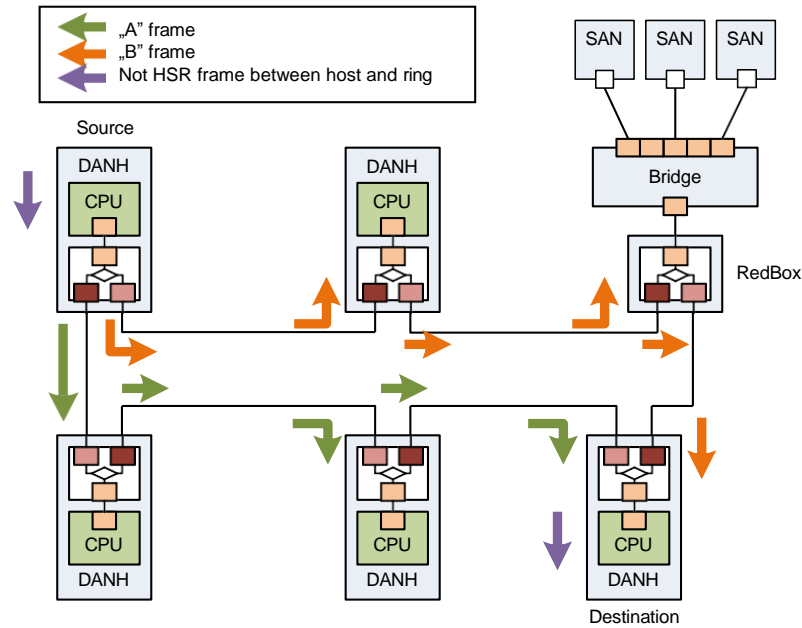 „A” frame
„B” frame
Not HSR frame between host and ring
SAN
SAN
SAN
Source
DANH
CPU
DANH
CPU
Bridge
RedBox
CPU
DANH
CPU
DANH
CPU
DANH
Destination